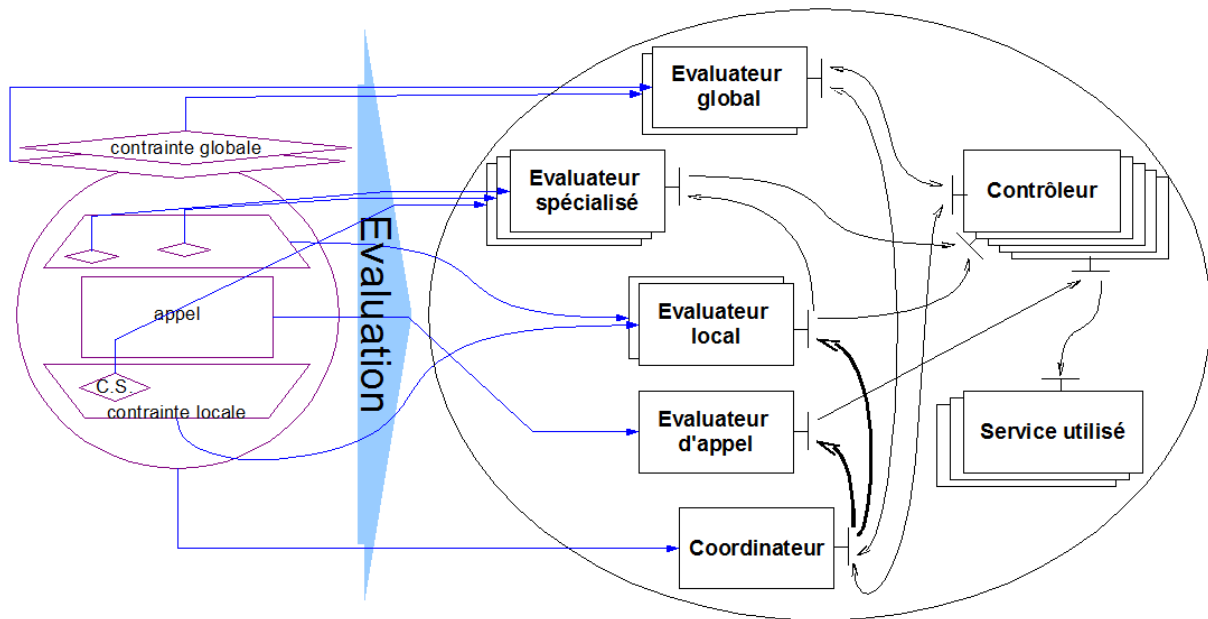 contrainte globale
appel
C.S.
contrainte locale
Evaluation
Evaluateur
global
Evaluateur
spécialisé
Contrôleur
Evaluateur
local
Evaluateur
d'appel
Service utilisé
Coordinateur